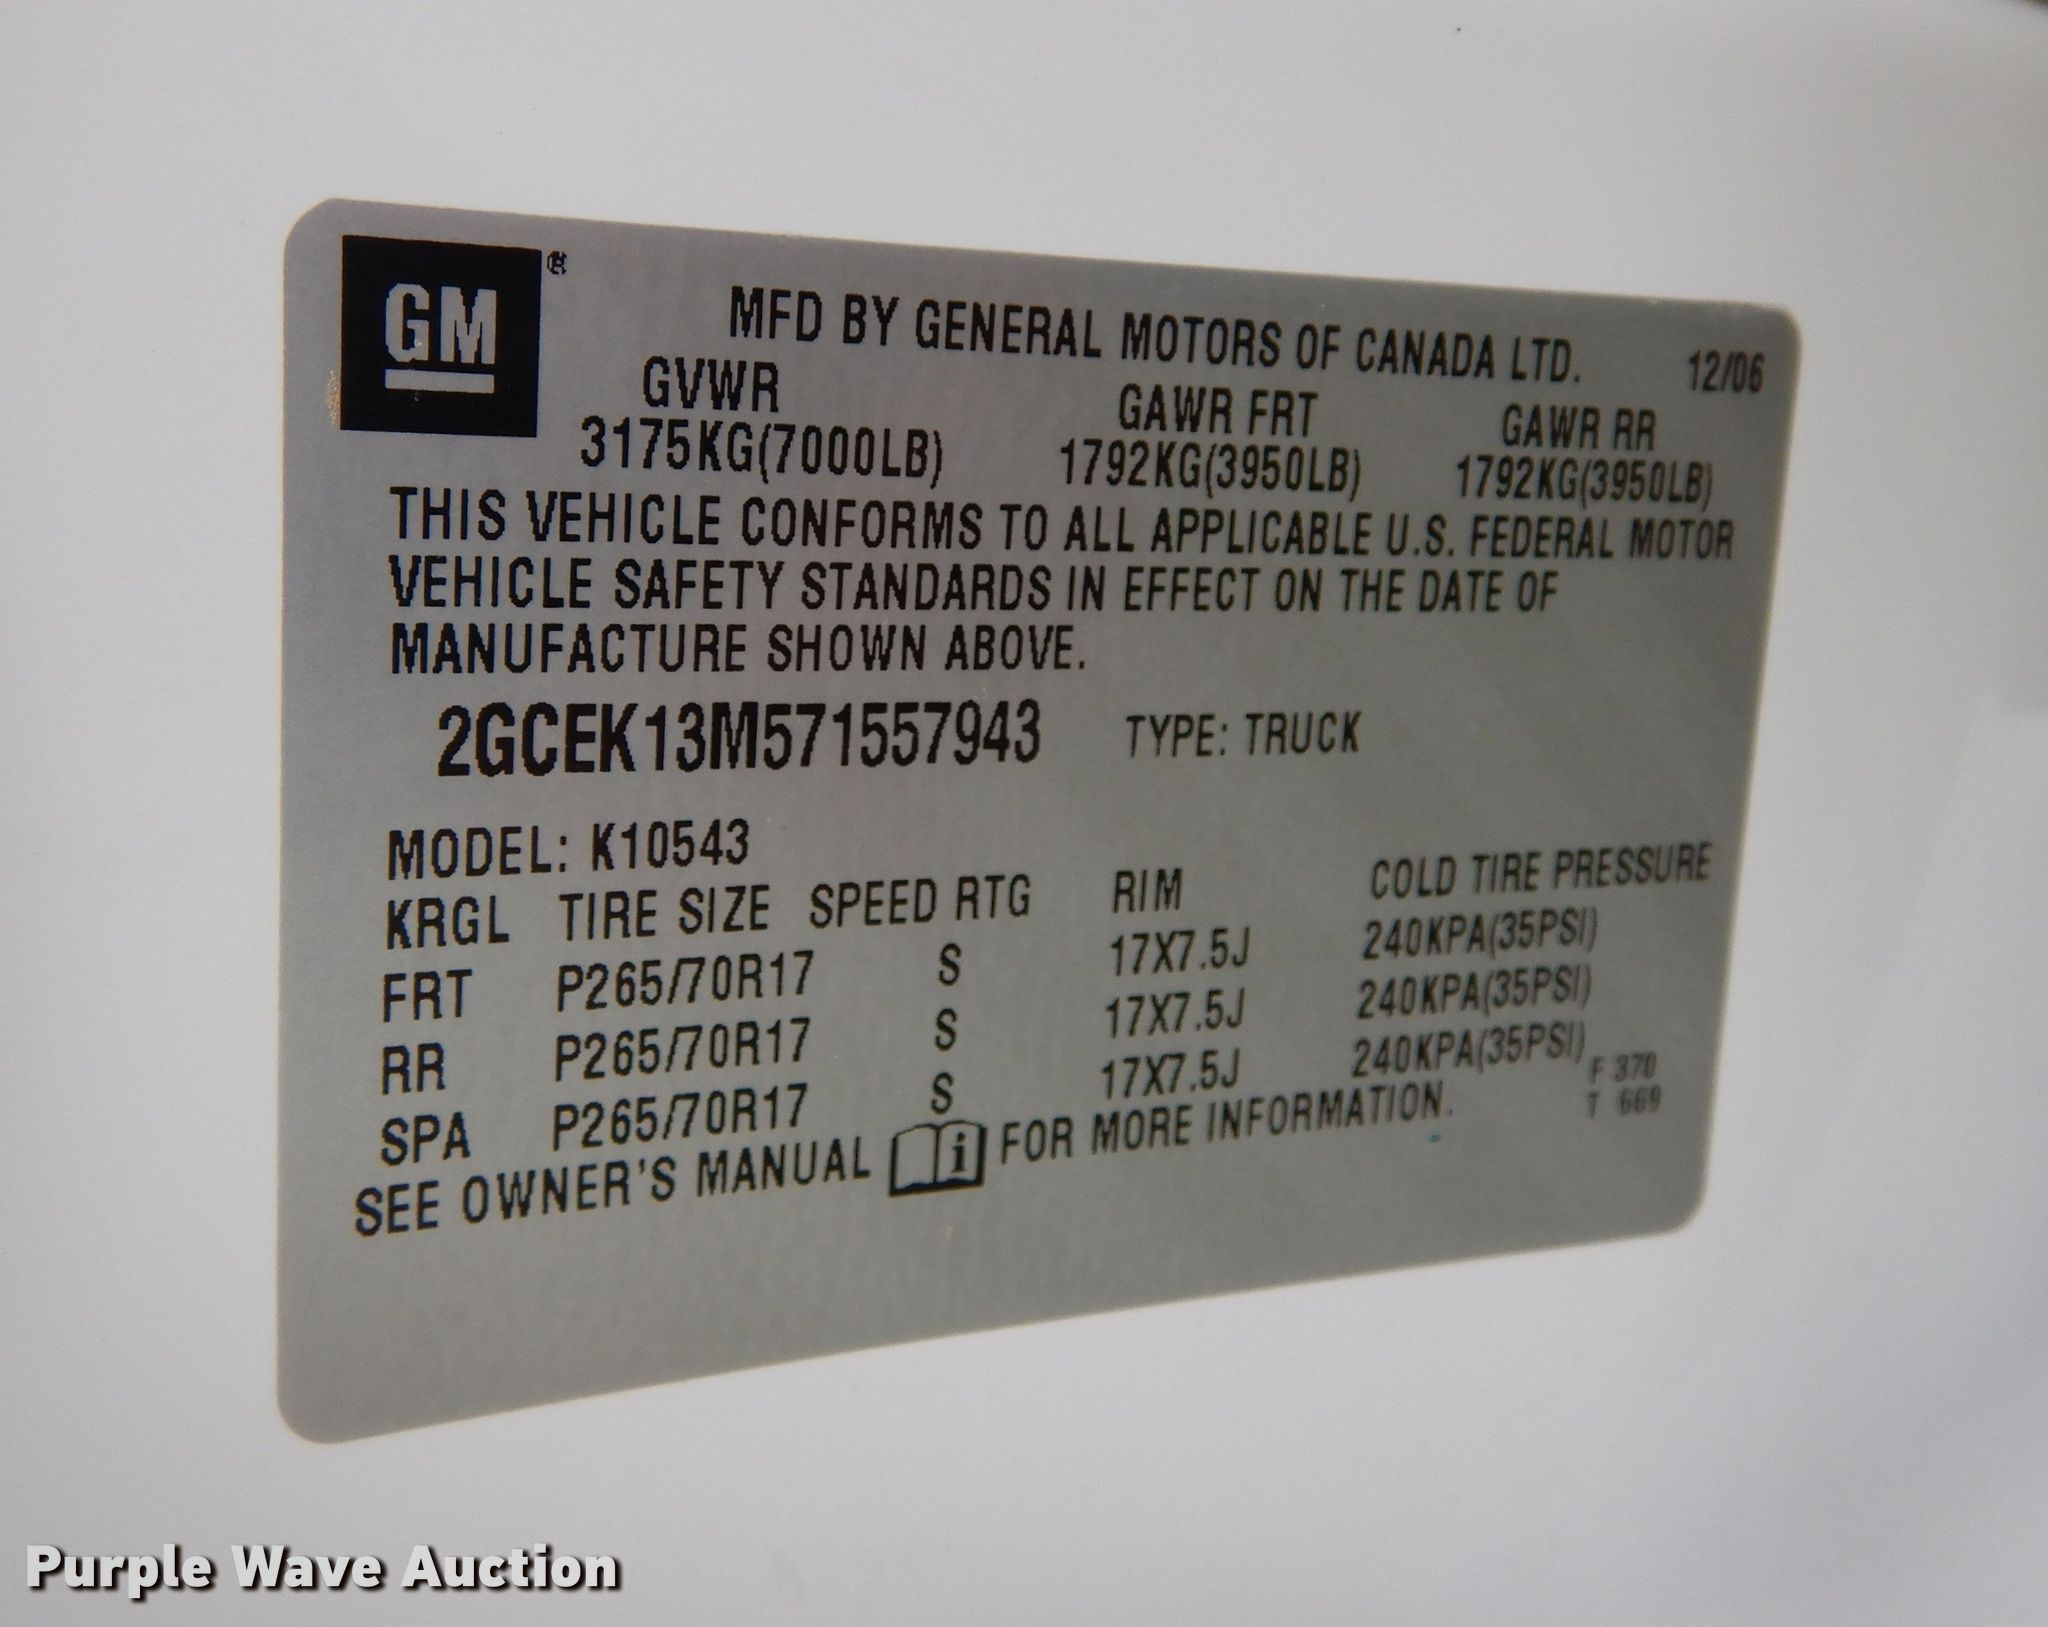 GM®
MFD BY GENERAL MOTORS OF CANADA LTD. 12/06
GVWR GAWR FRT GAWR RR
3175KG(7000LB) 1792KG(3950LB) 1792KG(3950LB)
THIS VEHICLE CONFORMS TO ALL APPLICABLE U.S. FEDERAL MOTOR
VEHICLE SAFETY STANDARDS IN EFFECT ON THE DATE OF
MANUFACTURE SHOWN ABOVE.
2GCEK13M571557943 TYPE: TRUCK
MODEL: K10543
KRGL TIRE SIZE SPEED RTG RIM COLD TIRE PRESSURE
FRT P265/70R17 S 17X7.5J 240KPA(35PSI)
RR P265/70R17 S 17X7.5J 240KPA(35PSI)
SPA P265/70R17 S 17X7.5J 240KPA(35PSI)
F 370
T 669
SEE OWNER'S MANUAL i FOR MORE INFORMATION.
Purple Wave Auction